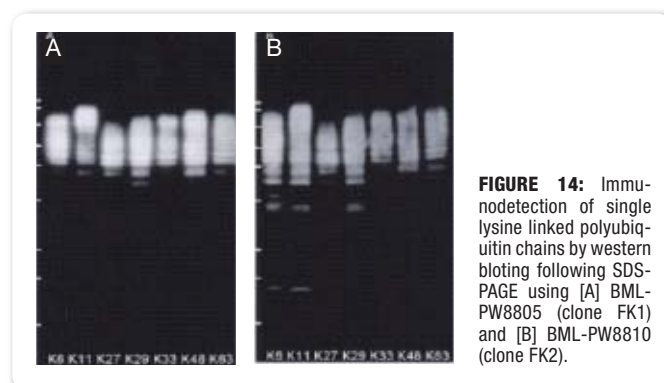 A
B
K6 K11 K27 K29 K33 K48 K63
K6 K11 K27 K29 K33 K48 K63
FIGURE 14: Immu-
nodetection of single
lysine linked polyubiq-
uitin chains by western
bloting following SDS-
PAGE using [A] BML-
PW8805 (clone FK1)
and [B] BML-PW8810
(clone FK2).